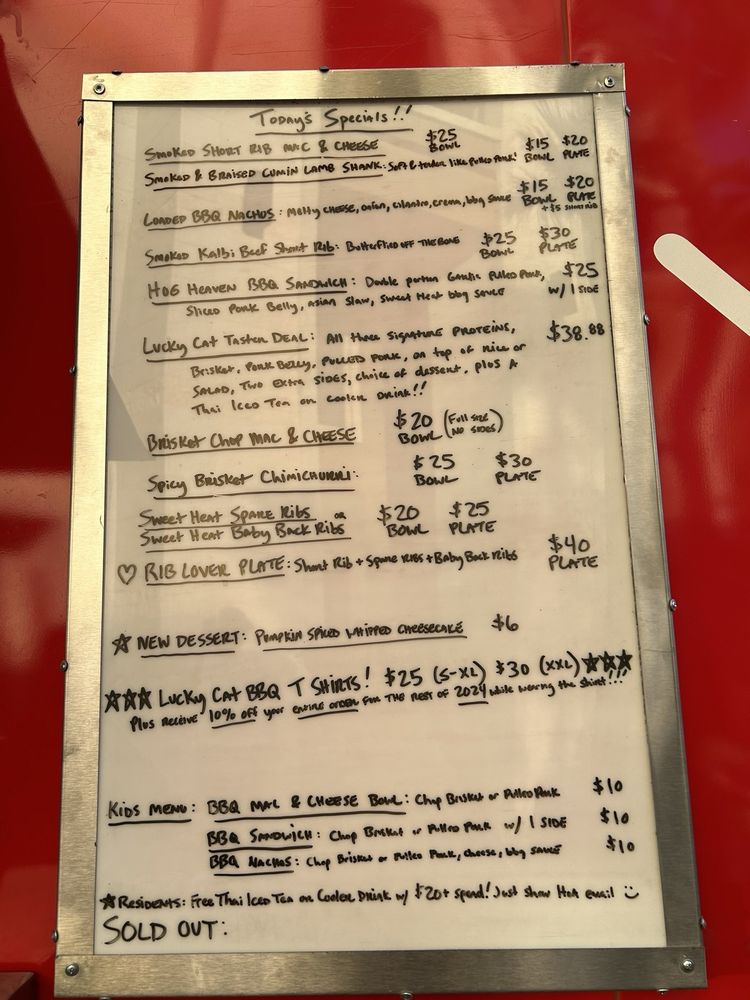 Today's Specials!!
Smoked Short Rib Mac & Cheese $25 Bowl
Smoked & Braised Cumin Lamb Shank: Soft & tender like pulled pork! $15 Bowl $20 Plate
Loaded BBQ Nachos: Melty cheese, onion, cilantro, crema, bbq sauce $15 Bowl $20 Plate
+$5 Short Rib
Smoked Kalbi Beef Short Rib: Butterflied off the bone $25 Bowl $30 Plate
Hog Heaven BBQ Sandwich: Double portion Garlic Pulled Pork, $25
Sliced Pork Belly, asian slaw, sweet heat bbq sauce w/ 1 side
Lucky Cat Taster Deal: All three signature proteins, $38.88
Brisket, Pork Belly, Pulled Pork, on top of rice or
salad, two extra sides, choice of dessert, plus a
Thai Iced Tea or Cooler Drink!!
Brisket Chop Mac & Cheese $20 Bowl (Full size No sides)
Spicy Brisket Chimichurri: $25 Bowl $30 Plate
Sweet Heat Spare Ribs or
Sweet Heat Baby Back Ribs $20 Bowl $25 Plate
♡ Rib Lover Plate: Short Rib + Spare Ribs + Baby Back Ribs $40 Plate
☆ New Dessert: Pumpkin Spiced Whipped Cheesecake $6
☆☆☆ Lucky Cat BBQ T Shirts! $25 (S-XL) $30 (XXL) ☆☆☆
Plus receive 10% off your entire order for the rest of 2024 while wearing the shirt!!!
Kids Menu: BBQ Mac & Cheese Bowl: Chop Brisket or Pulled Pork $10
BBQ Sandwich: Chop Brisket or Pulled Pork w/ 1 side $10
BBQ Nachos: Chop Brisket or Pulled Pork, cheese, bbq sauce $10
☆ Residents: Free Thai Iced Tea or Cooler Drink w/ $20+ spend! Just show HOA email :)
SOLD OUT: